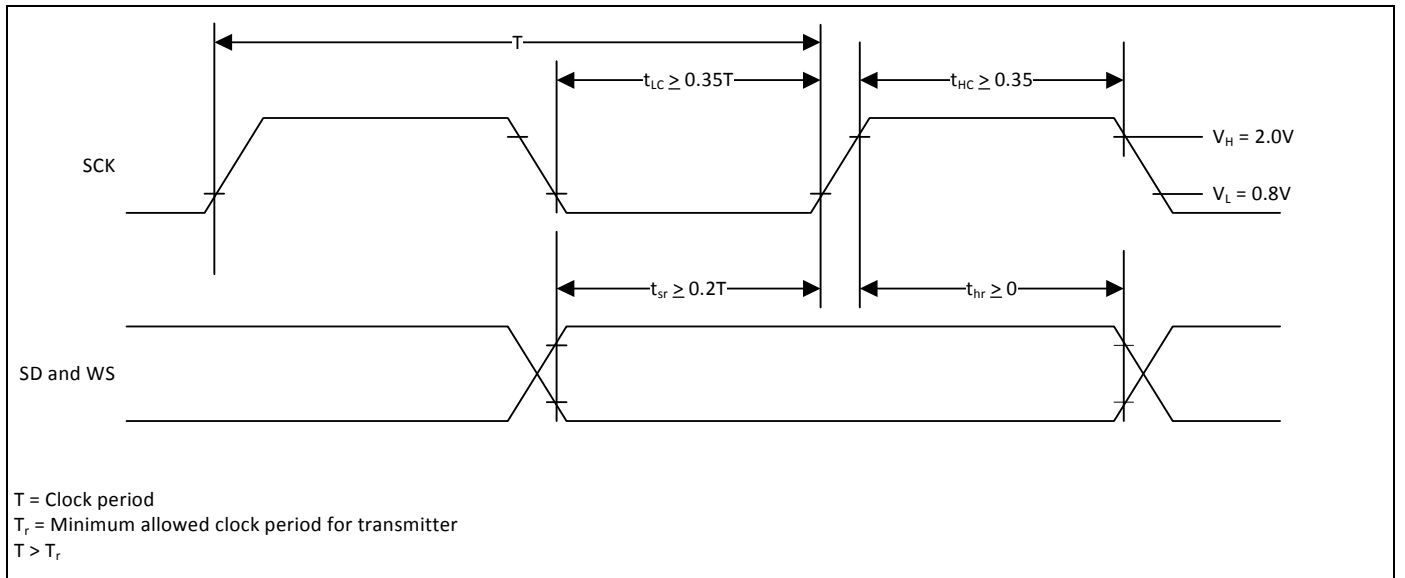 T
t_LC ≥ 0.35T
t_HC ≥ 0.35
V_H = 2.0V
SCK
V_L = 0.8V
t_sr ≥ 0.2T
t_hr ≥ 0
SD and WS
T = Clock period
T_r = Minimum allowed clock period for transmitter
T > T_r